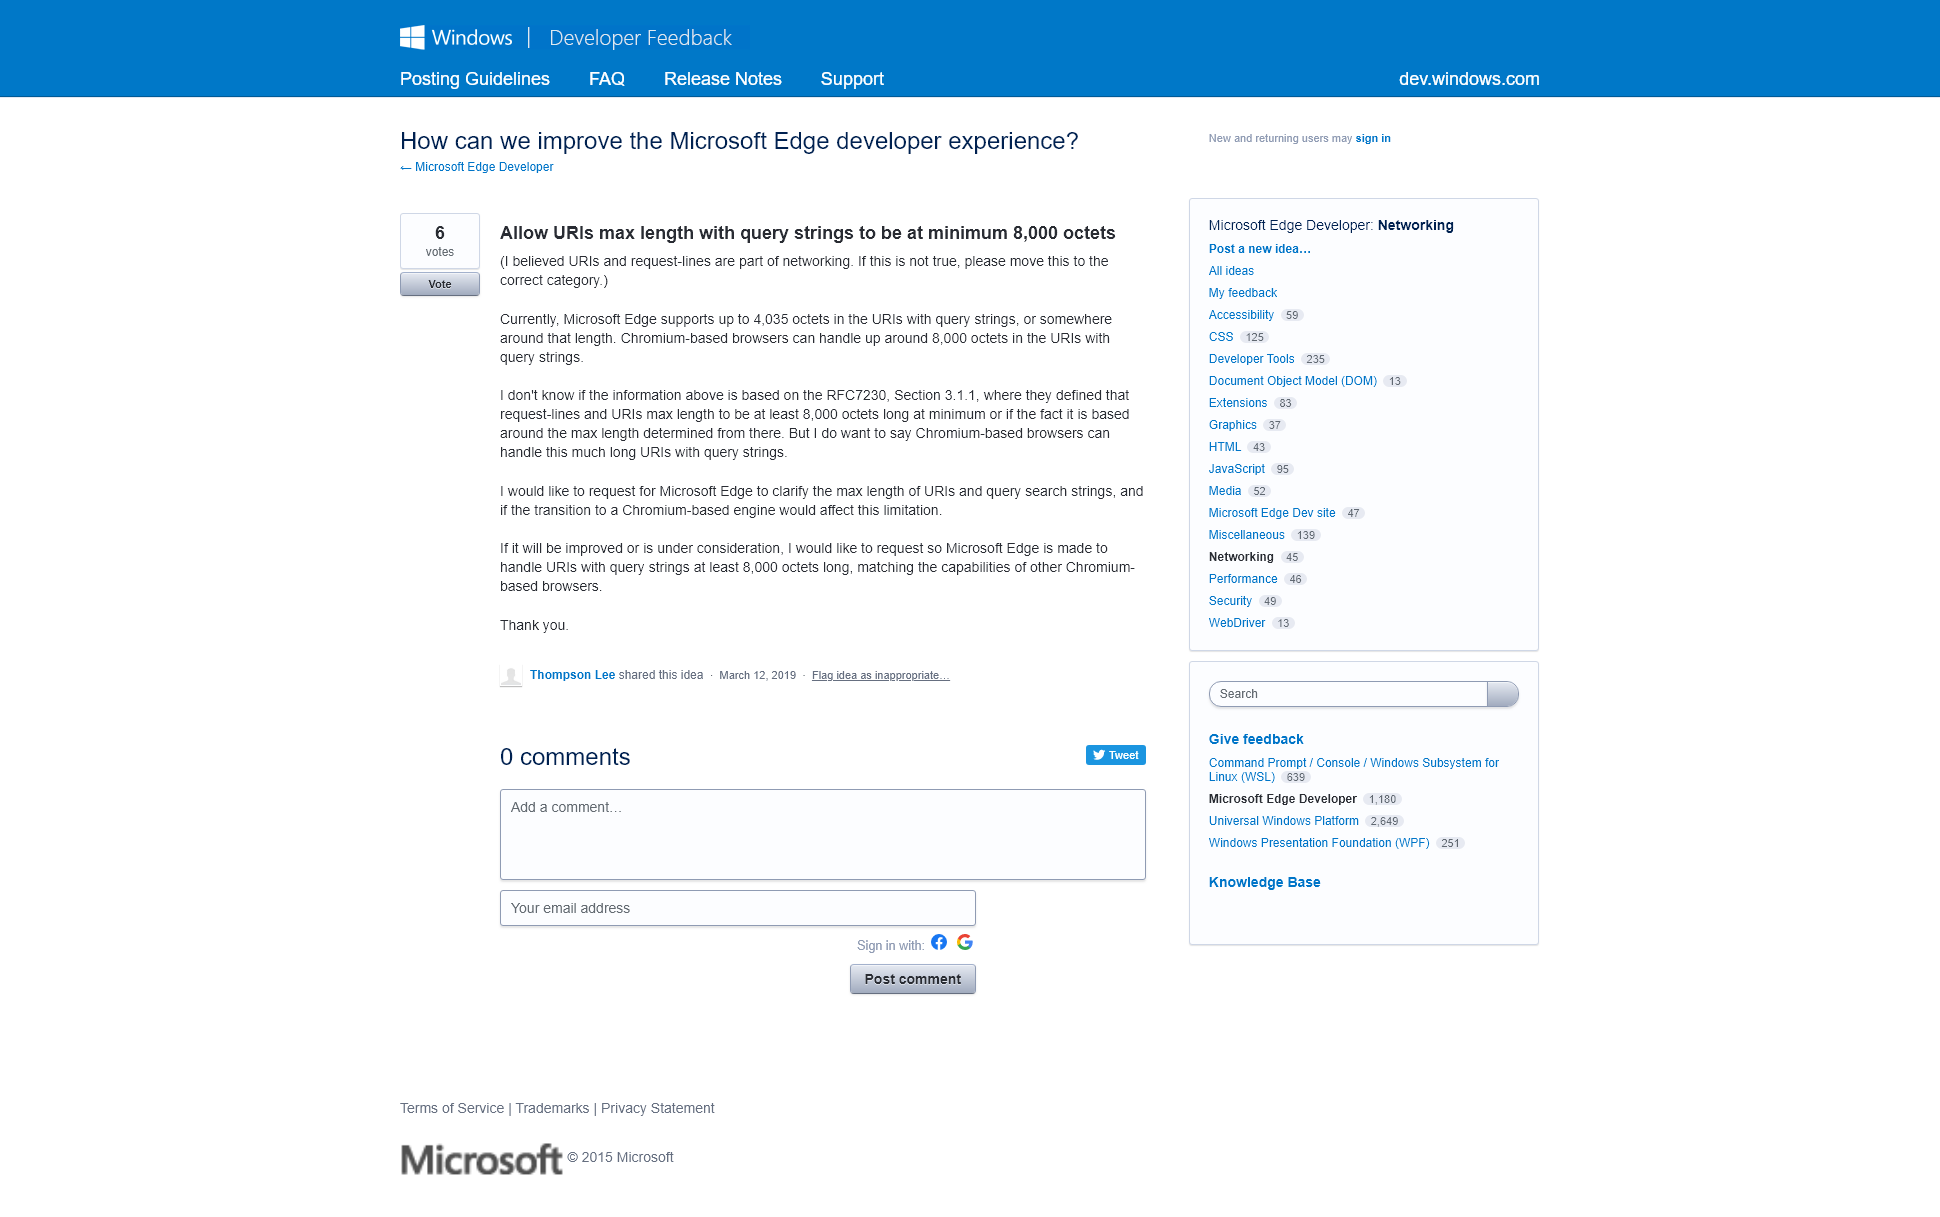 Windows | Developer Feedback
Posting Guidelines FAQ Release Notes Support dev.windows.com
How can we improve the Microsoft Edge developer experience?
← Microsoft Edge Developer
New and returning users may sign in
6
votes
Vote
Allow URIs max length with query strings to be at minimum 8,000 octets
(I believed URIs and request-lines are part of networking. If this is not true, please move this to the
correct category.)
Currently, Microsoft Edge supports up to 4,035 octets in the URIs with query strings, or somewhere
around that length. Chromium-based browsers can handle up around 8,000 octets in the URIs with
query strings.
I don't know if the information above is based on the RFC7230, Section 3.1.1, where they defined that
request-lines and URIs max length to be at least 8,000 octets long at minimum or if the fact it is based
around the max length determined from there. But I do want to say Chromium-based browsers can
handle this much long URIs with query strings.
I would like to request for Microsoft Edge to clarify the max length of URIs and query search strings, and
if the transition to a Chromium-based engine would affect this limitation.
If it will be improved or is under consideration, I would like to request so Microsoft Edge is made to
handle URIs with query strings at least 8,000 octets long, matching the capabilities of other Chromium-
based browsers.
Thank you.
Thompson Lee shared this idea · March 12, 2019 · Flag idea as inappropriate…
0 comments
Tweet
Add a comment…
Your email address
Sign in with:
Post comment
Microsoft Edge Developer: Networking
Post a new idea…
All ideas
My feedback
Accessibility 59
CSS 125
Developer Tools 235
Document Object Model (DOM) 13
Extensions 83
Graphics 37
HTML 43
JavaScript 95
Media 52
Microsoft Edge Dev site 47
Miscellaneous 139
Networking 45
Performance 46
Security 49
WebDriver 13
Search
Give feedback
Command Prompt / Console / Windows Subsystem for
Linux (WSL) 639
Microsoft Edge Developer 1,180
Universal Windows Platform 2,649
Windows Presentation Foundation (WPF) 251
Knowledge Base
Terms of Service | Trademarks | Privacy Statement
Microsoft © 2015 Microsoft